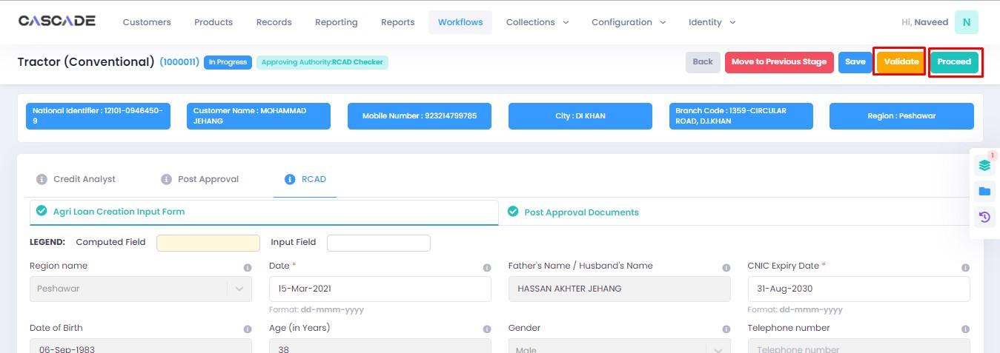 CASCADE Customers Products Records Reporting Reports Workflows Collections Configuration Identity Hi, Naveed N
Tractor (Conventional) (1000011) In Progress Approving Authority:RCAD Checker Back Move to Previous Stage Save Validate Proceed
National Identifier : 12101-0946450-
9
Customer Name : MOHAMMAD
JEHANG
Mobile Number : 923214799785
City : DI KHAN
Branch Code : 1359-CIRCULAR
ROAD, D.I.KHAN
Region : Peshawar
1
Credit Analyst Post Approval RCAD
Agri Loan Creation Input Form Post Approval Documents
LEGEND: Computed Field Input Field
Region name Date * Father's Name / Husband's Name CNIC Expiry Date *
Peshawar 15-Mar-2021 HASSAN AKHTER JEHANG 31-Aug-2030
Format: dd-mmm-yyyy Format: dd-mmm-yyyy
Date of Birth Age (in Years) Gender Telephone number
06-Sep-1983 38 Male Telephone number